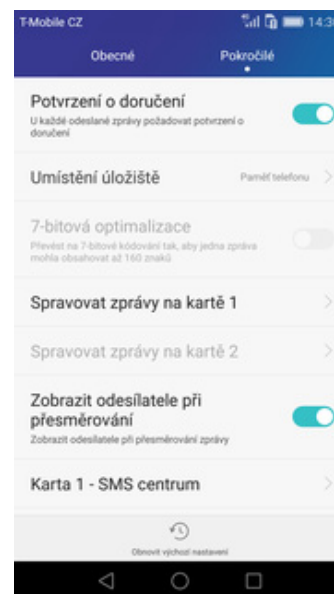 T-Mobile CZ 14:30
Obecné Pokročilé
Potvrzení o doručení
U každé odeslané zprávy požadovat potvrzení o
doručení
Umístění úložiště Paměť telefonu
7-bitová optimalizace
Převést na 7-bitové kódování tak, aby jedna zpráva
mohla obsahovat až 160 znaků
Spravovat zprávy na kartě 1
Spravovat zprávy na kartě 2
Zobrazit odesílatele při
přesměrování
Zobrazit odesílatele při přesměrování zprávy
Karta 1 - SMS centrum
Obnovit výchozí nastavení